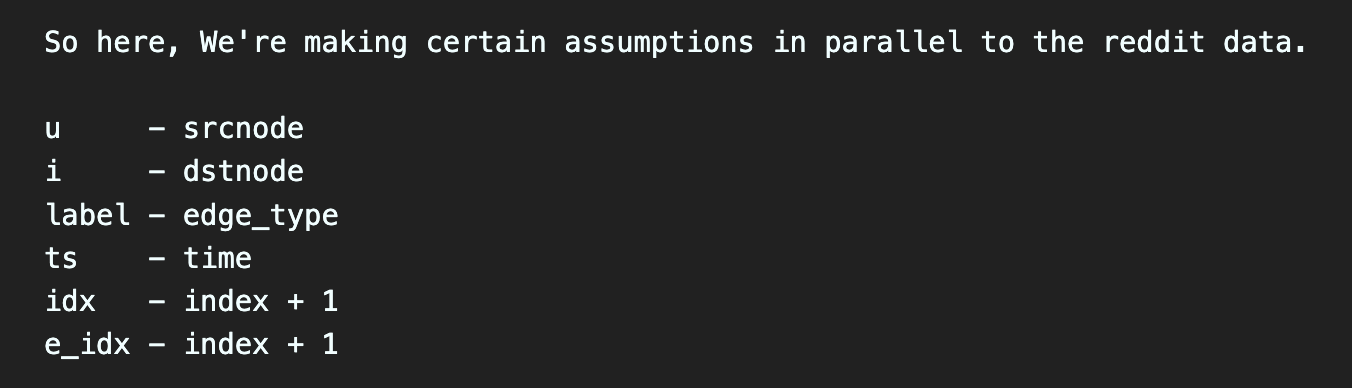 So here, We're making certain assumptions in parallel to the reddit data.
u     – srcnode
i     – dstnode
label – edge_type
ts    – time
idx   – index + 1
e_idx – index + 1